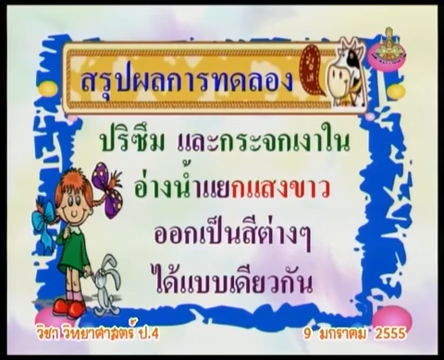 สรุปผลการทดลอง
ปริซึม และกระจกเงาใน
อ่างน้ำแยกแสงขาว
ออกเป็นสีต่างๆ
ได้แบบเดียวกัน
วิชา วิทยาศาสตร์ ป.4
9 มกราคม 2555